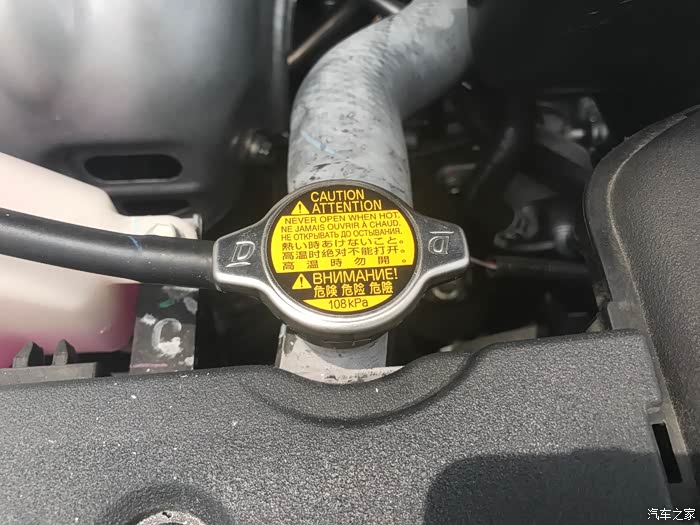 CAUTION
ATTENTION
NEVER OPEN WHEN HOT.
NE JAMAIS OUVRIR À CHAUD.
НЕ ОТКРЫВАТЬ ДО ОСТЫВАНИЯ.
熱い時あけないこと。
高温时绝对不能打开。
高溫時勿開。
ВНИМАНИЕ!
危険 危险 危險
108kPa
D
D
C
汽车之家